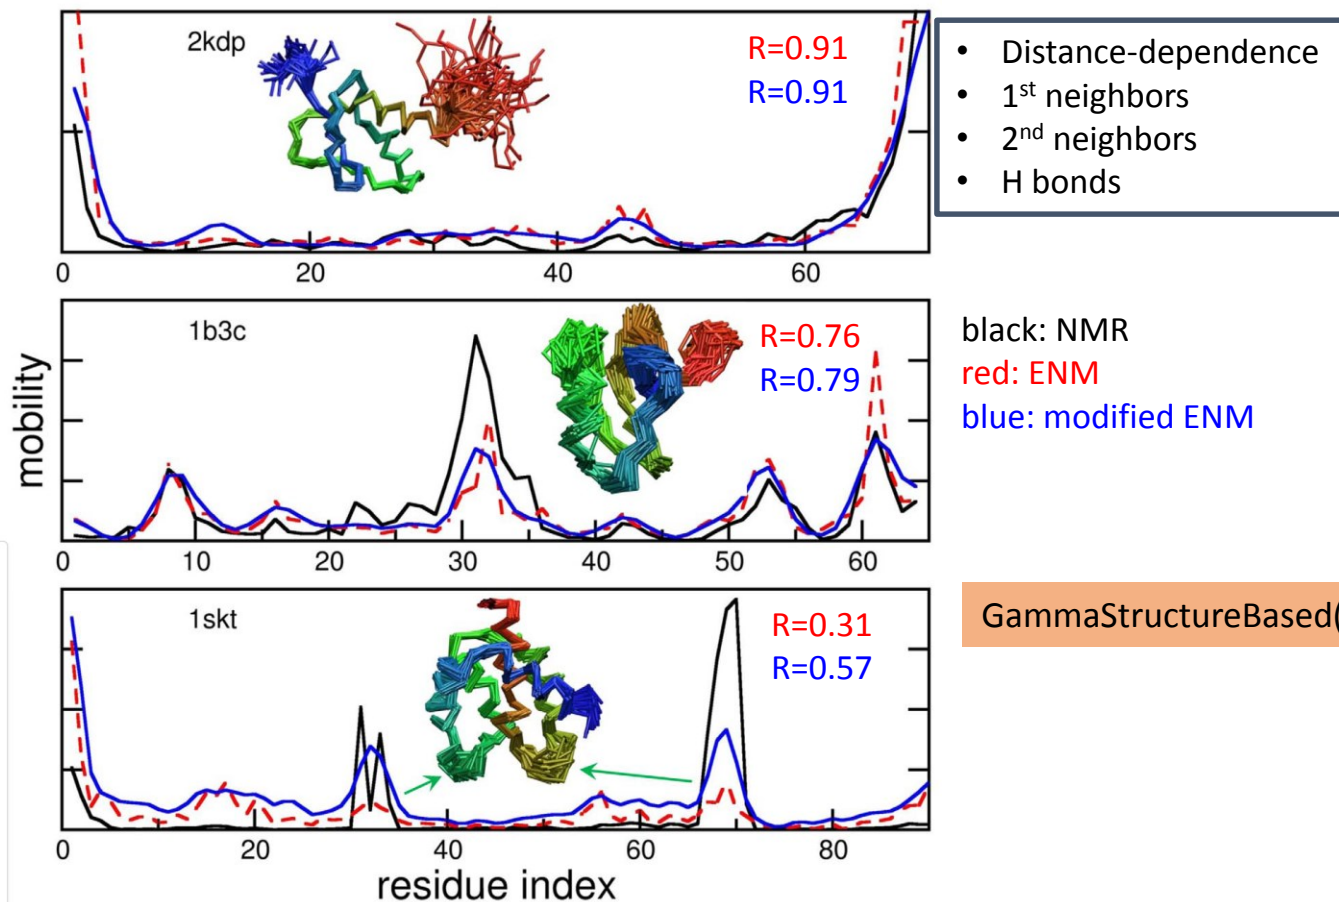 2kdp
R=0.91
R=0.91
0 20 40 60
• Distance-dependence
• 1st neighbors
• 2nd neighbors
• H bonds
1b3c
R=0.76
R=0.79
0 10 20 30 40 50 60
mobility
black: NMR
red: ENM
blue: modified ENM
1skt
R=0.31
R=0.57
0 20 40 60 80
residue index
GammaStructureBased(